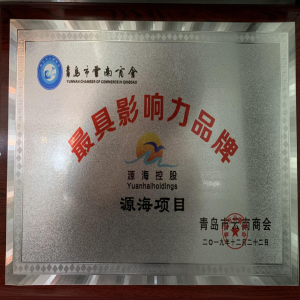 青岛市云南商会
YUNNAN CHAMBER OF COMMERCE IN QINGDAO
最具影响力品牌
源海控股
Yuanhaiholdings
源海项目
青岛市云南商会
二〇一九年十二月二十二日